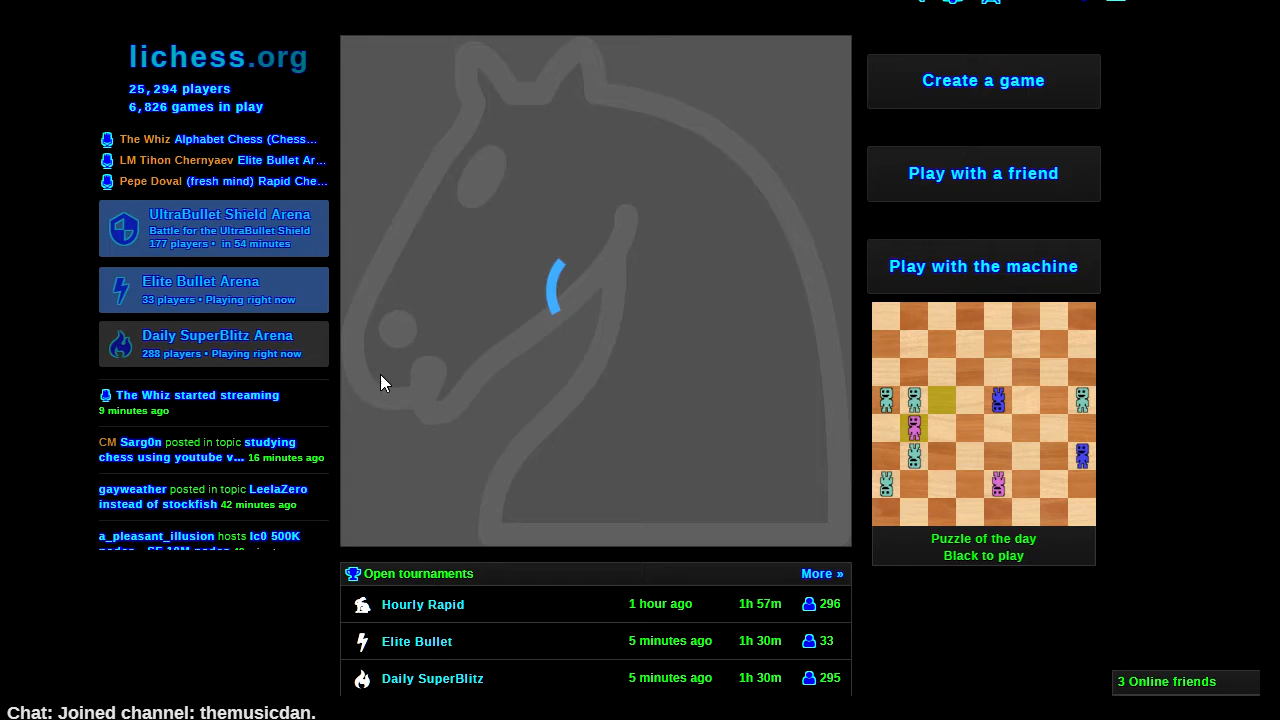 lichess.org
25,294 players
6,826 games in play
The Whiz Alphabet Chess (Chess...
LM Tihon Chernyaev Elite Bullet Ar...
Pepe Doval (fresh mind) Rapid Che...
UltraBullet Shield Arena
Battle for the UltraBullet Shield
177 players • in 54 minutes
Elite Bullet Arena
33 players • Playing right now
Daily SuperBlitz Arena
288 players • Playing right now
The Whiz started streaming
9 minutes ago
CM Sarg0n posted in topic studying
chess using youtube v... 16 minutes ago
gayweather posted in topic LeelaZero
instead of stockfish 42 minutes ago
a_pleasant_illusion hosts lc0 500K
Open tournaments More »
Hourly Rapid 1 hour ago 1h 57m 296
Elite Bullet 5 minutes ago 1h 30m 33
Daily SuperBlitz 5 minutes ago 1h 30m 295
Create a game
Play with a friend
Play with the machine
Puzzle of the day
Black to play
3 Online friends
Chat: Joined channel: themusicdan.